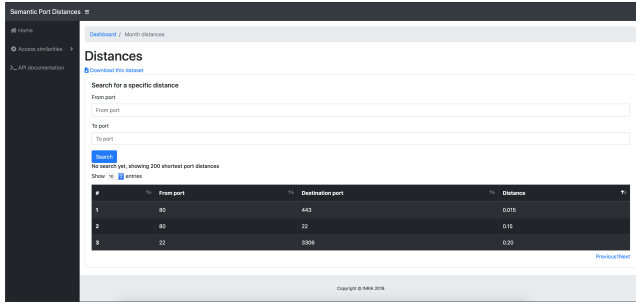 Semantic Port Distances
Home
Access similarities
API documentation
Dashboard / Month distances
Distances
Download this dataset
Search for a specific distance
From port
From port
To port
To port
Search
No search yet, showing 200 shortest port distances
Show 10 entries
# From port Destination port Distance
1 80 443 0.015
2 80 22 0.15
3 22 3306 0.20
Previous1Next
Copyright © INRIA 2018